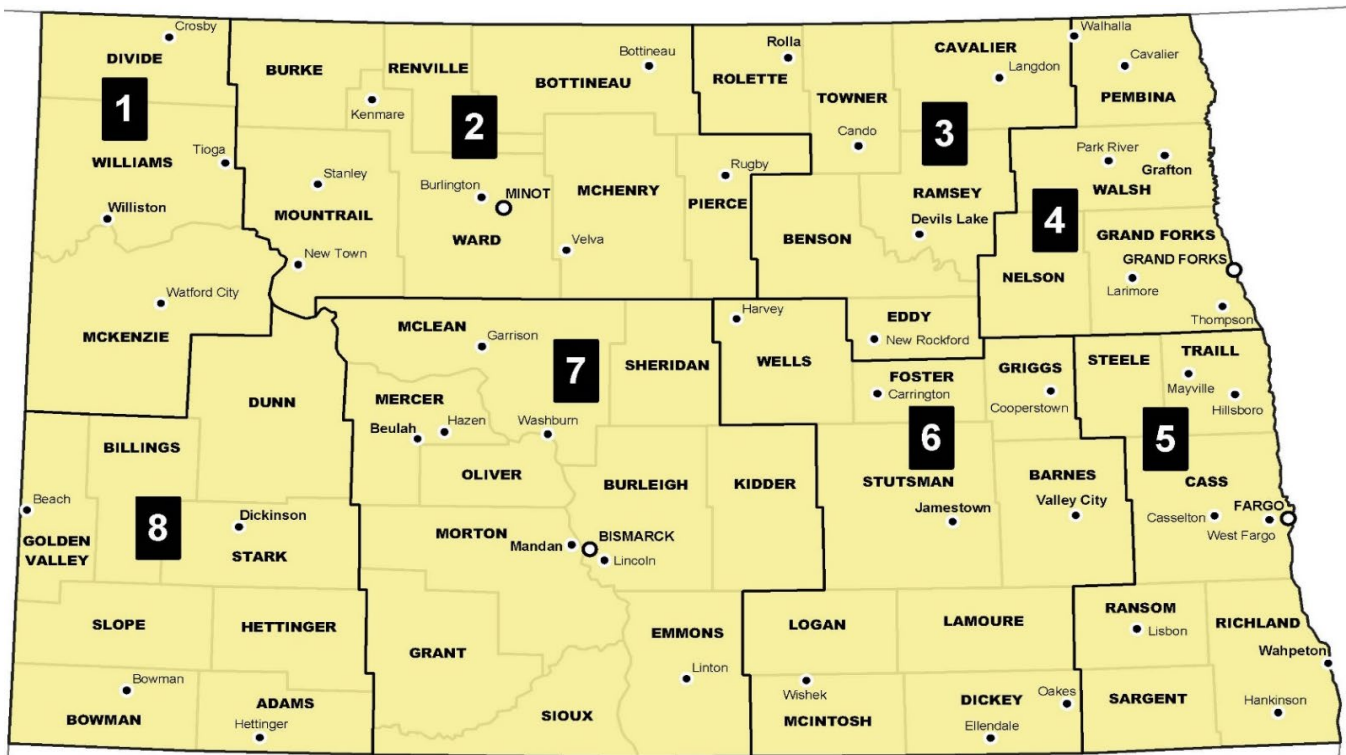 Crosby
DIVIDE
1
WILLIAMS
Tioga
Williston
Watford City
MCKENZIE
BURKE
RENVILLE
Kenmare
BOTTINEAU
Bottineau
2
Stanley
MOUNTRAIL
New Town
Burlington
MINOT
WARD
MCHENRY
Velva
Rugby
PIERCE
Rolla
ROLETTE
TOWNER
Cando
CAVALIER
Langdon
3
RAMSEY
Devils Lake
BENSON
EDDY
New Rockford
Walhalla
Cavalier
PEMBINA
Park River
Grafton
WALSH
4
GRAND FORKS
GRAND FORKS
NELSON
Larimore
Thompson
STEELE
TRAILL
Mayville
Hillsboro
5
CASS
FARGO
Casselton
West Fargo
RANSOM
Lisbon
RICHLAND
Wahpeton
SARGENT
Hankinson
Harvey
WELLS
FOSTER
Carrington
GRIGGS
Cooperstown
6
STUTSMAN
Jamestown
BARNES
Valley City
LOGAN
LAMOURE
Wishek
MCINTOSH
DICKEY
Oakes
Ellendale
MCLEAN
Garrison
SHERIDAN
7
MERCER
Hazen
Beulah
Washburn
OLIVER
BURLEIGH
KIDDER
MORTON
Mandan
BISMARCK
Lincoln
GRANT
EMMONS
Linton
SIOUX
DUNN
BILLINGS
Beach
GOLDEN
VALLEY
8
Dickinson
STARK
SLOPE
HETTINGER
Bowman
BOWMAN
ADAMS
Hettinger